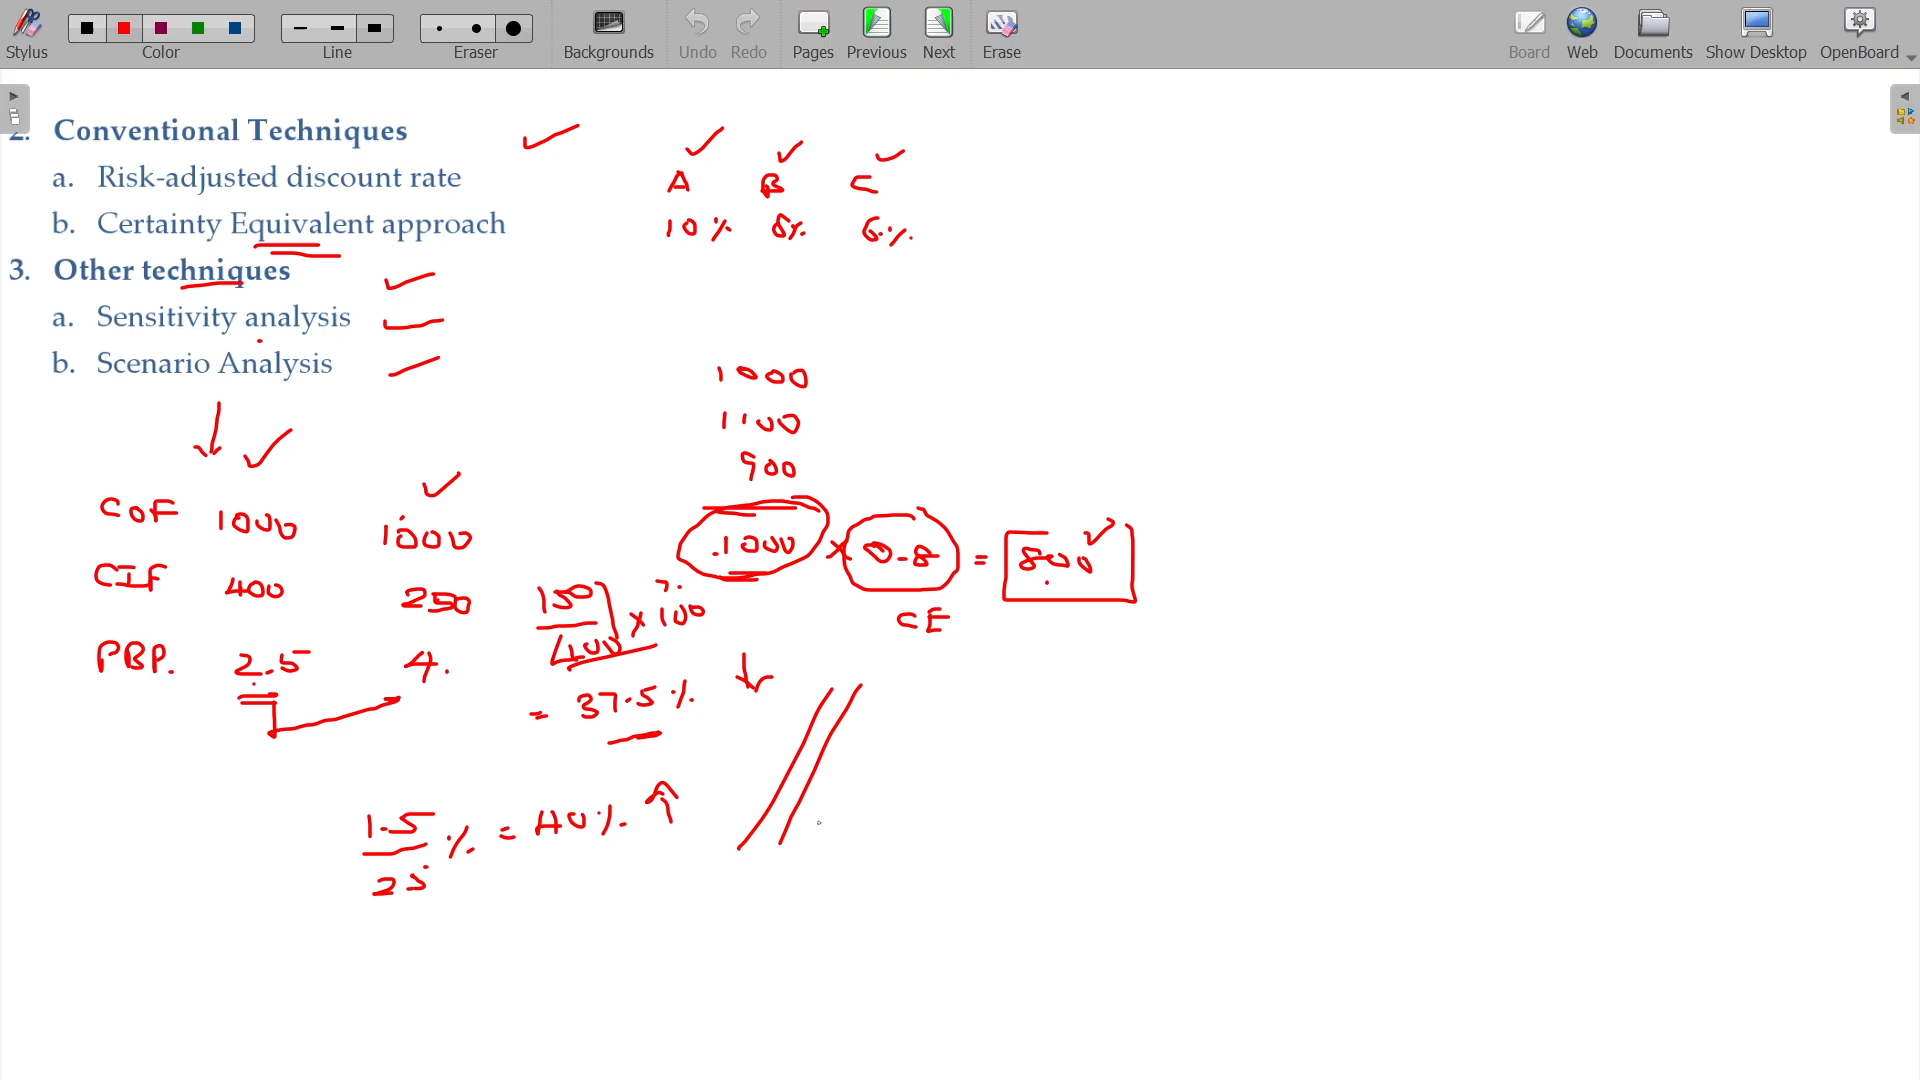 Stylus Color Line Eraser Backgrounds Undo Redo Pages Previous Next Erase Board Web Documents Show Desktop OpenBoard
2. Conventional Techniques
a. Risk-adjusted discount rate
b. Certainty Equivalent approach
3. Other techniques
a. Sensitivity analysis
b. Scenario Analysis
A B C
10% 8% 6%
1000
1100
900
.1000 × 0.8 = 800
CE
COF 1000 1000
CIF 400 250
PBP. 2.5 4.
150/400 × 100
= 37.5%
1.5/25 % = 40% ↑